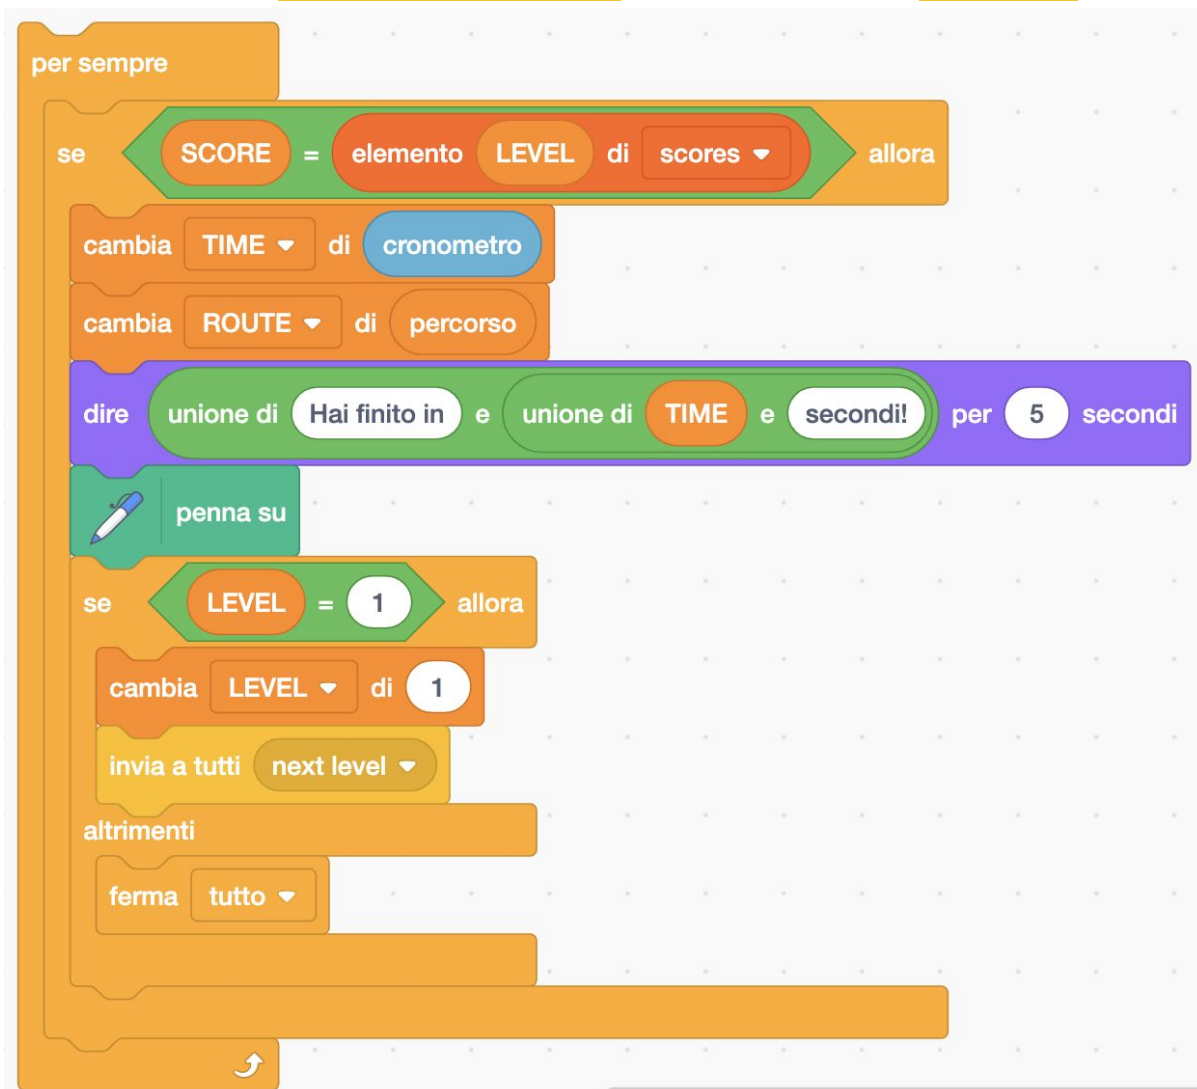 per sempre
se SCORE = elemento LEVEL di scores allora
cambia TIME di cronometro
cambia ROUTE di percorso
dire unione di Hai finito in e unione di TIME e secondi! per 5 secondi
penna su
se LEVEL = 1 allora
cambia LEVEL di 1
invia a tutti next level
altrimenti
ferma tutto